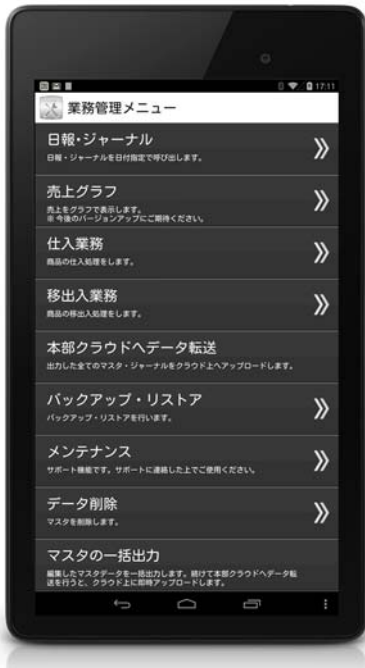 17:11
業務管理メニュー
日報・ジャーナル
日報・ジャーナルを日付指定で呼び出します。
売上グラフ
売上をグラフで表示します。
※ 今後のバージョンアップにご期待ください。
仕入業務
商品の仕入処理をします。
移出入業務
商品の移出入処理をします。
本部クラウドへデータ転送
出力した全てのマスタ・ジャーナルをクラウド上へアップロードします。
バックアップ・リストア
バックアップ・リストアを行います。
メンテナンス
サポート機能です。サポートに連絡した上でご使用ください。
データ削除
マスタを削除します。
マスタの一括出力
編集したマスタデータを一括出力します。続けて本部クラウドへデータ転
送を行うと、クラウド上に即時アップロードします。